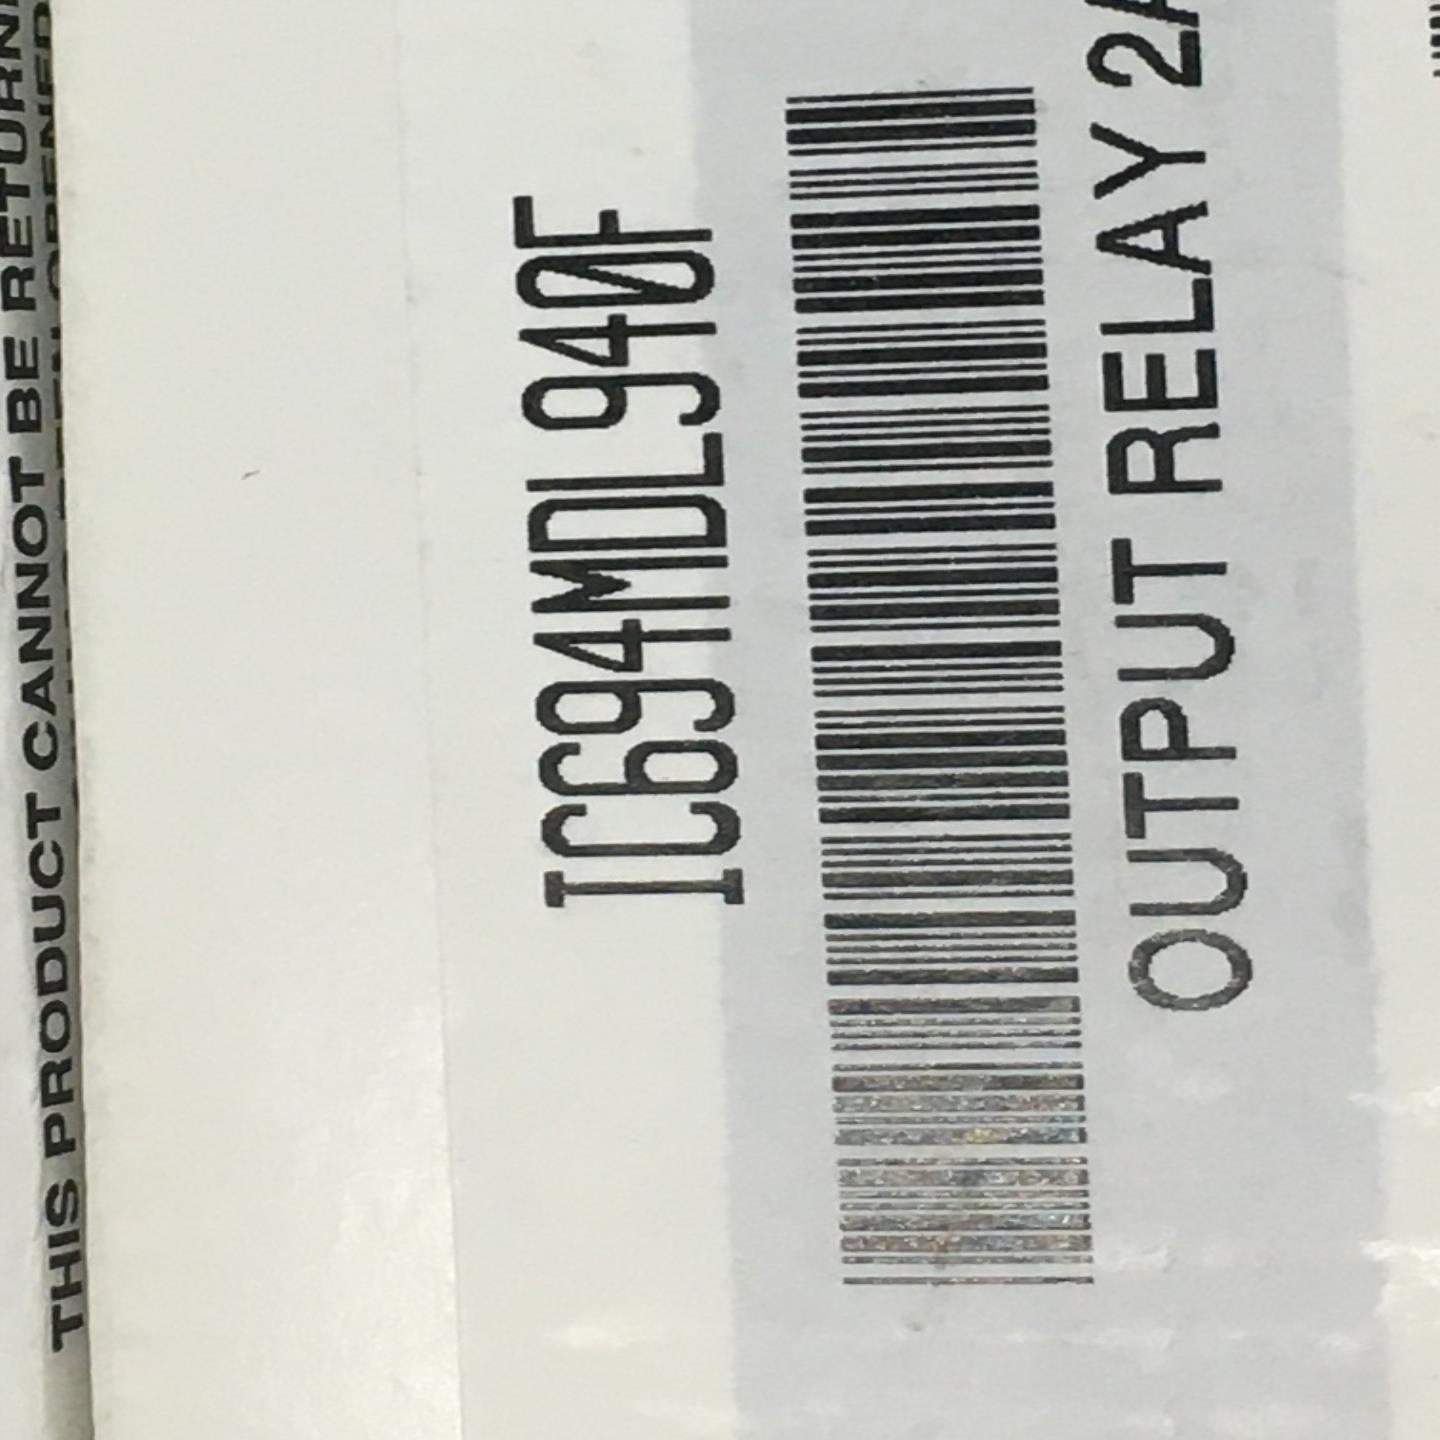 THIS PRODUCT CANNOT BE RETURN
IC694MDL940F
OUTPUT RELAY 2A